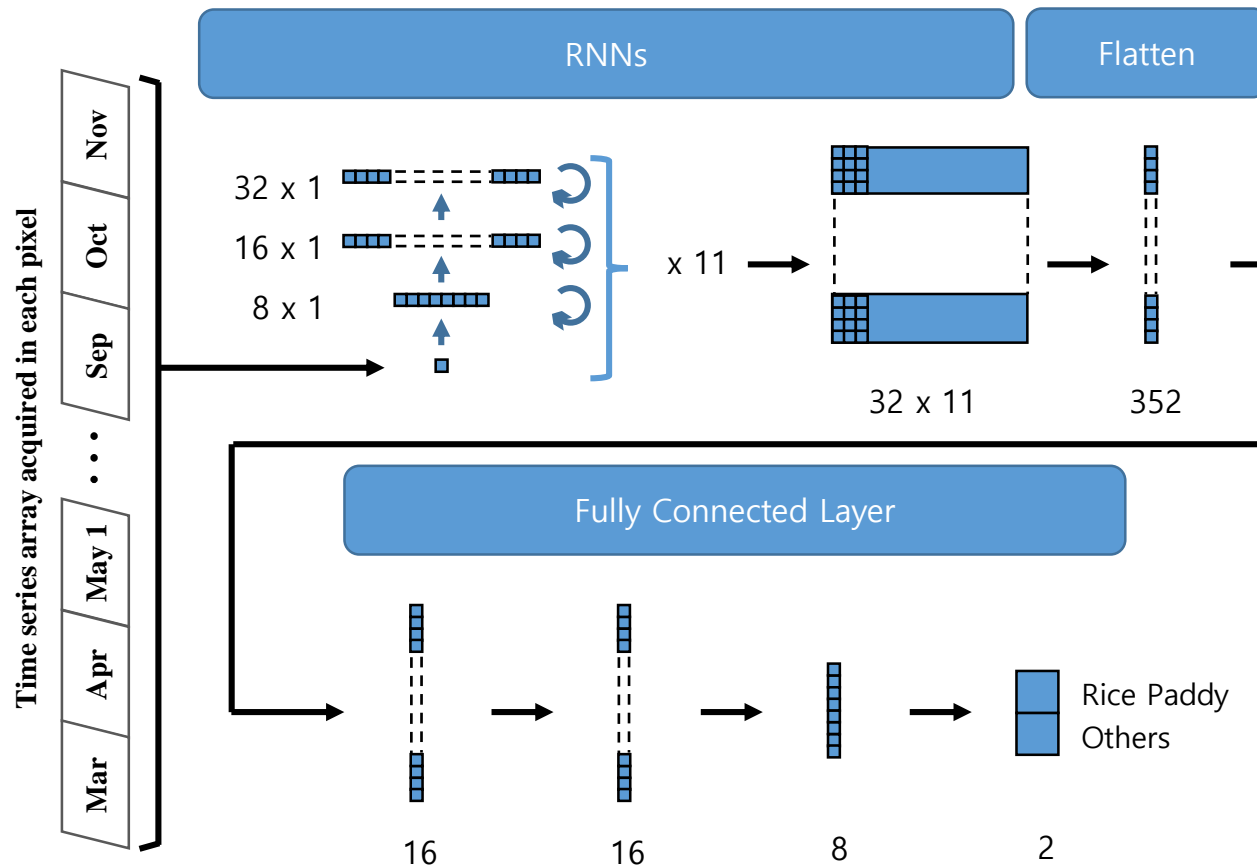 RNNs
Flatten
Time series array acquired in each pixel
Nov
Oct
Sep
...
May 1
Apr
Mar
32 x 1
16 x 1
8 x 1
x 11
32 x 11
352
Fully Connected Layer
Rice Paddy
Others
16
16
8
2